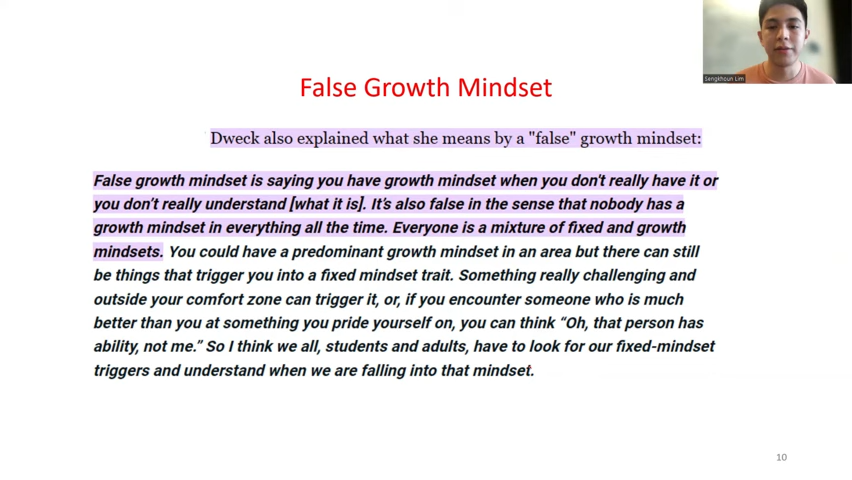 Sengkhoun Lim
False Growth Mindset
Dweck also explained what she means by a "false" growth mindset:
False growth mindset is saying you have growth mindset when you don't really have it or
you don’t really understand [what it is]. It’s also false in the sense that nobody has a
growth mindset in everything all the time. Everyone is a mixture of fixed and growth
mindsets. You could have a predominant growth mindset in an area but there can still
be things that trigger you into a fixed mindset trait. Something really challenging and
outside your comfort zone can trigger it, or, if you encounter someone who is much
better than you at something you pride yourself on, you can think “Oh, that person has
ability, not me.” So I think we all, students and adults, have to look for our fixed-mindset
triggers and understand when we are falling into that mindset.
10